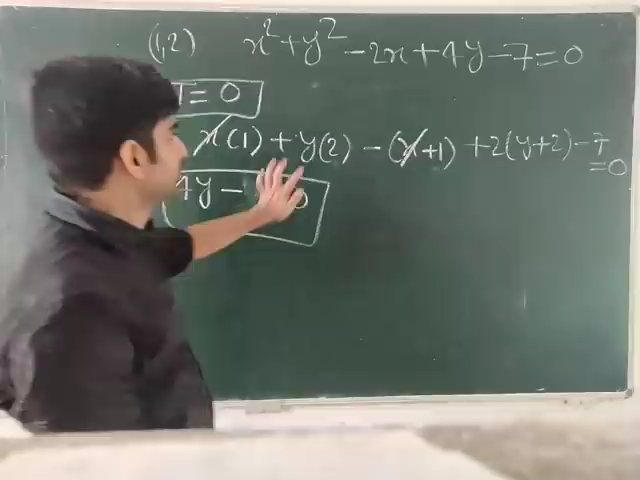 (1,2) x² + y² - 2x + 4y - 7 = 0
T = 0
x(1) + y(2) - (x+1) + 2(y+2) - 7
= 0
4y -